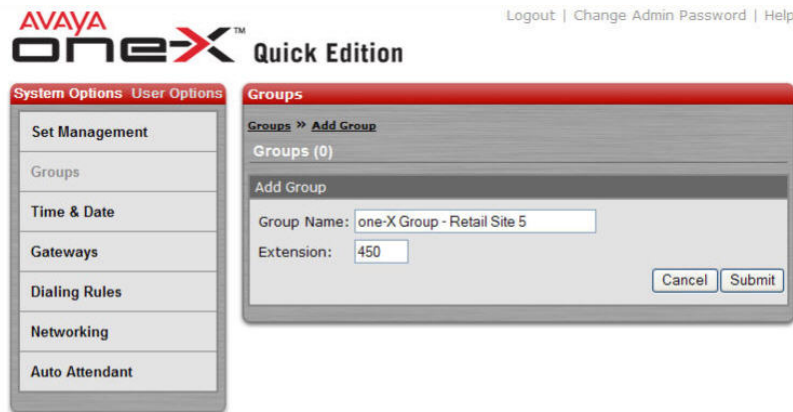 AVAYA
one-X™ Quick Edition
Logout | Change Admin Password | Help
System Options User Options
Set Management
Groups
Time & Date
Gateways
Dialing Rules
Networking
Auto Attendant
Groups
Groups » Add Group
Groups (0)
Add Group
Group Name: one-X Group - Retail Site 5
Extension: 450
Cancel Submit